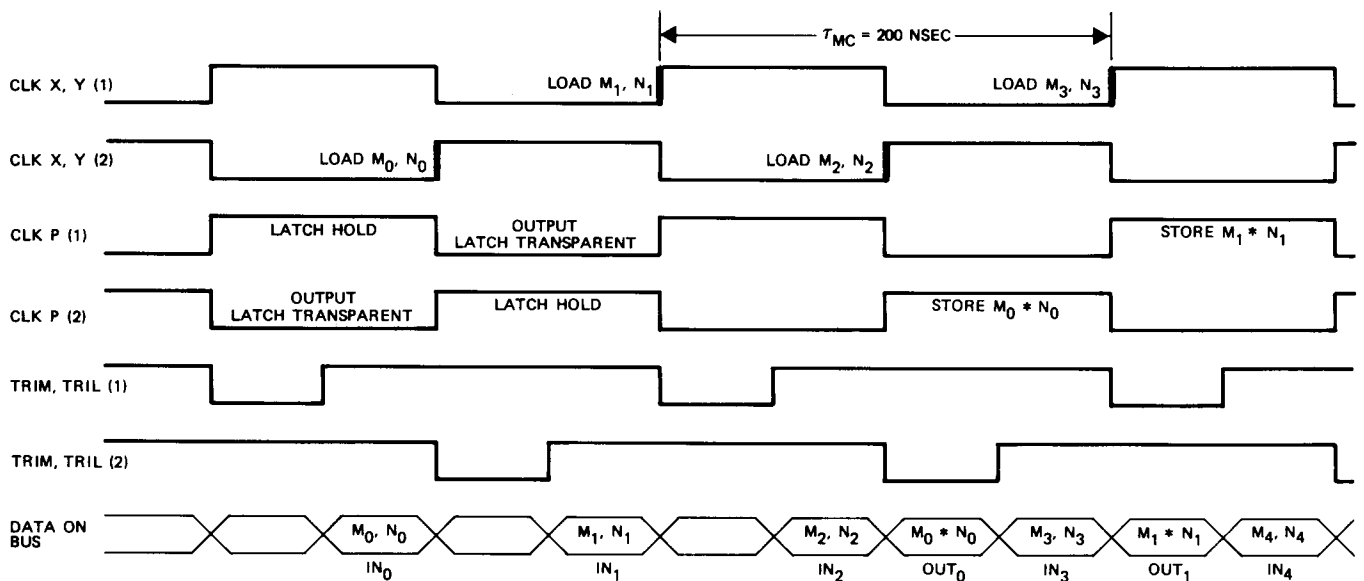 τMC = 200 NSEC
CLK X, Y (1)
LOAD M1, N1
LOAD M3, N3
CLK X, Y (2)
LOAD M0, N0
LOAD M2, N2
CLK P (1)
LATCH HOLD
OUTPUT
LATCH TRANSPARENT
STORE M1 * N1
CLK P (2)
OUTPUT
LATCH TRANSPARENT
LATCH HOLD
STORE M0 * N0
TRIM, TRIL (1)
TRIM, TRIL (2)
DATA ON
BUS
M0, N0
M1, N1
M2, N2
M0 * N0
M3, N3
M1 * N1
M4, N4
IN0
IN1
IN2
OUT0
IN3
OUT1
IN4